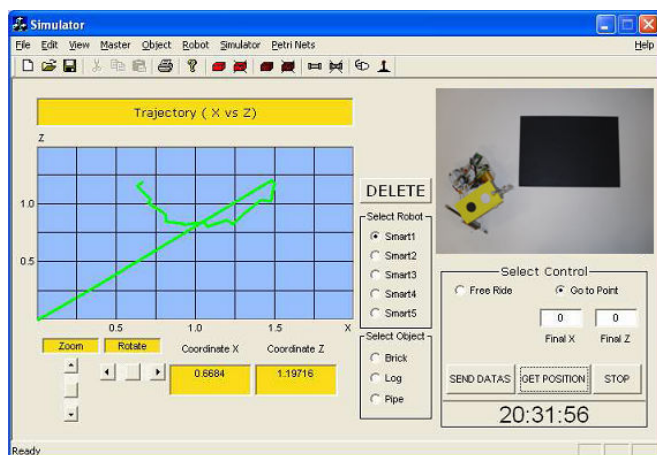 Simulator
File Edit View Master Object Robot Simulator Petri Nets Help
Trajectory ( X vs Z)
Z
1.0
0.5
0.5 1.0 1.5 X
Zoom Rotate Coordinate X Coordinate Z
0.6684 1.19716
DELETE
Select Robot
Smart1
Smart2
Smart3
Smart4
Smart5
Select Object
Brick
Log
Pipe
Select Control
Free Ride Go to Point
0 0
Final X Final Z
SEND DATAS GET POSITION STOP
20:31:56
Ready